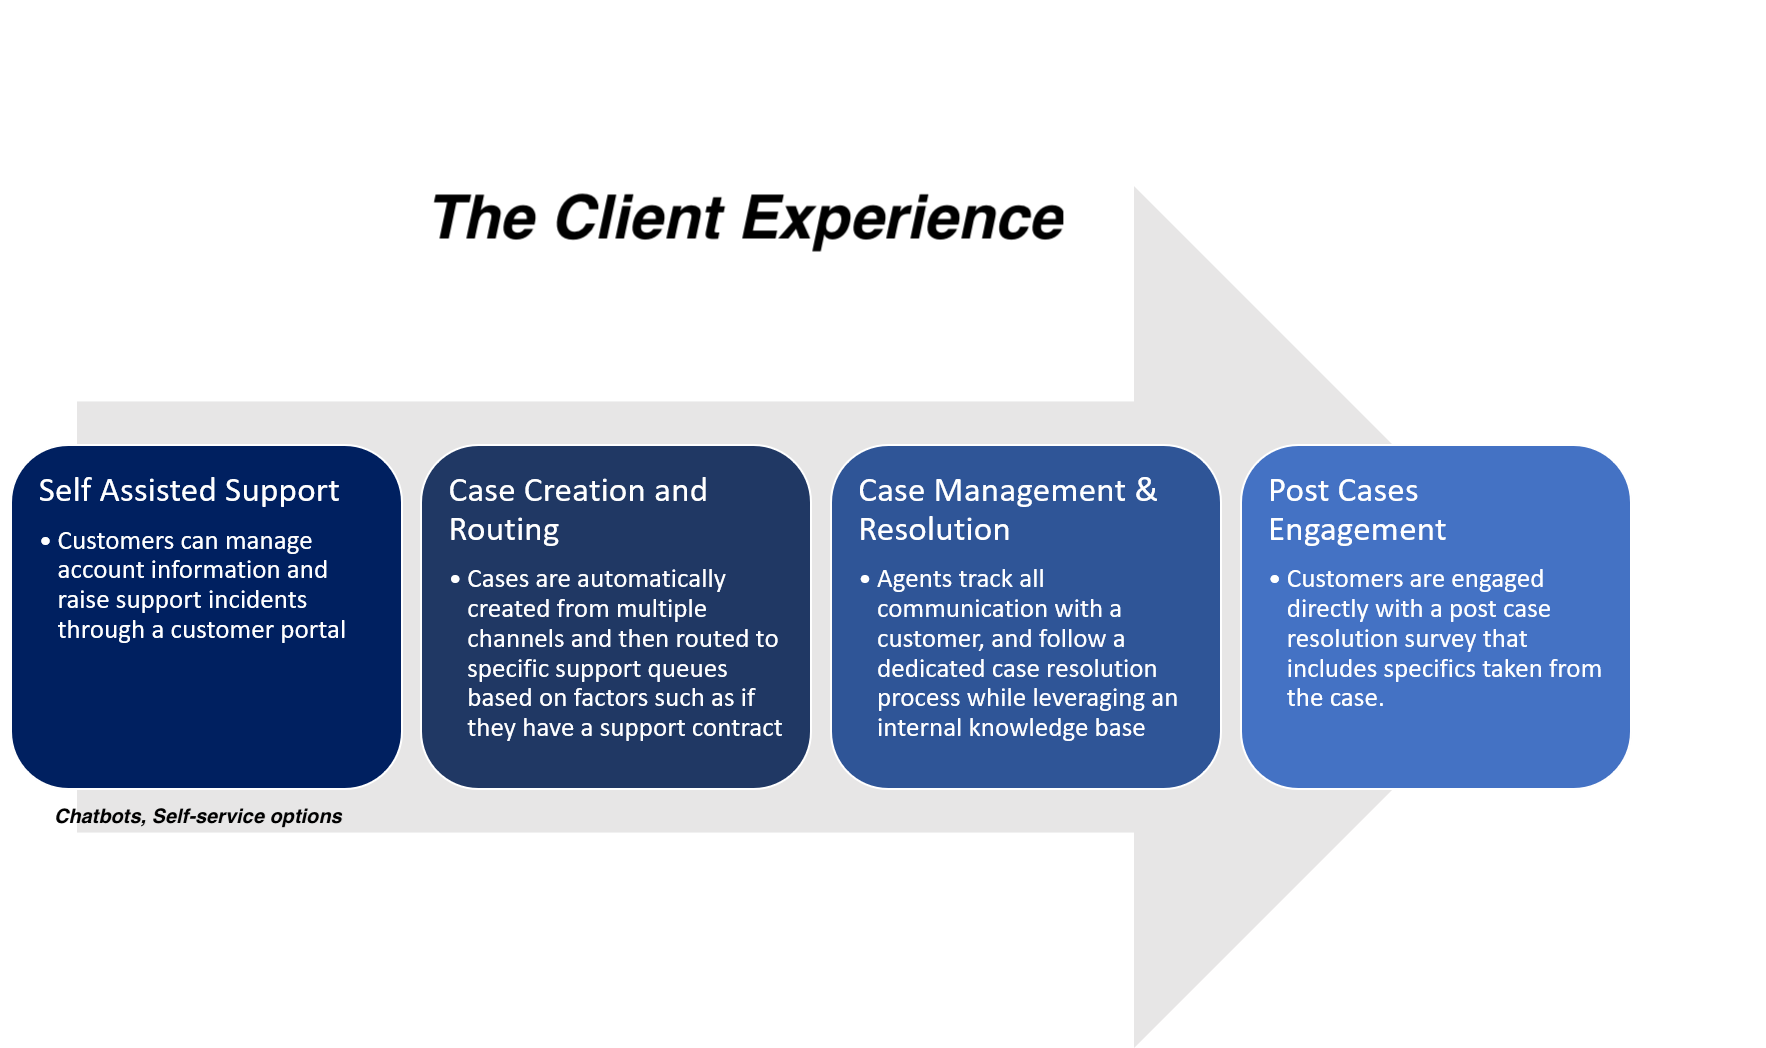 The Client Experience
Self Assisted Support
• Customers can manage
account information and
raise support incidents
through a customer portal
Chatbots, Self-service options
Case Creation and
Routing
• Cases are automatically
created from multiple
channels and then routed to
specific support queues
based on factors such as if
they have a support contract
Case Management &
Resolution
• Agents track all
communication with a
customer, and follow a
dedicated case resolution
process while leveraging an
internal knowledge base
Post Cases
Engagement
• Customers are engaged
directly with a post case
resolution survey that
includes specifics taken from
the case.